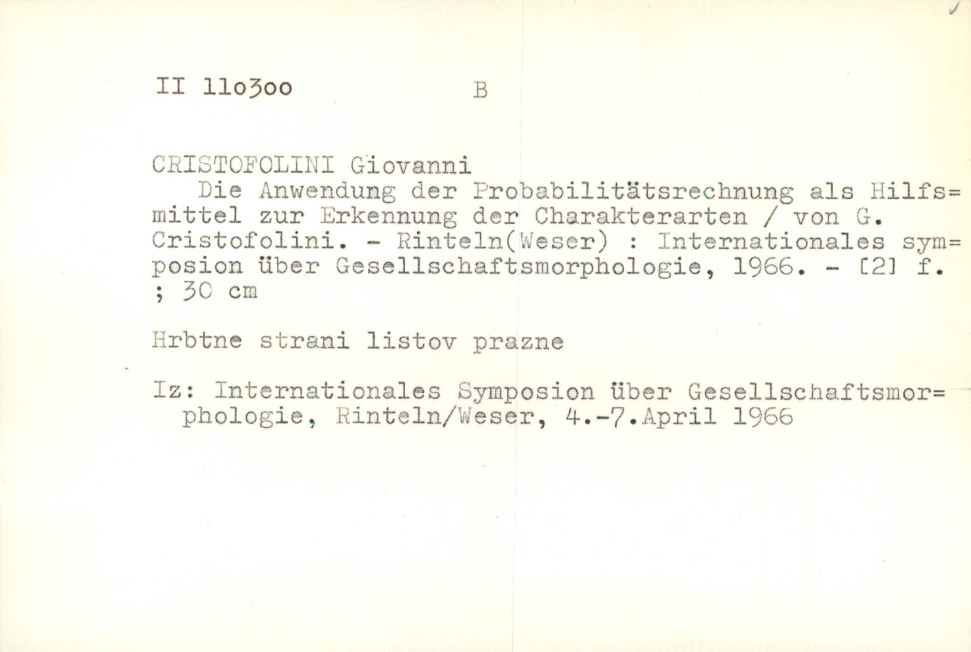 II 110300 B
CRISTOFOLINI Giovanni
Die Anwendung der Probabilitätsrechnung als Hilfs=
mittel zur Erkennung der Charakterarten / von G.
Cristofolini. - Rinteln(Weser) : Internationales sym=
posion über Gesellschaftsmorphologie, 1966. - [2] f.
; 30 cm
Hrbtne strani listov prazne
Iz: Internationales Symposion über Gesellschaftsmor=
phologie, Rinteln/Weser, 4.-7.April 1966